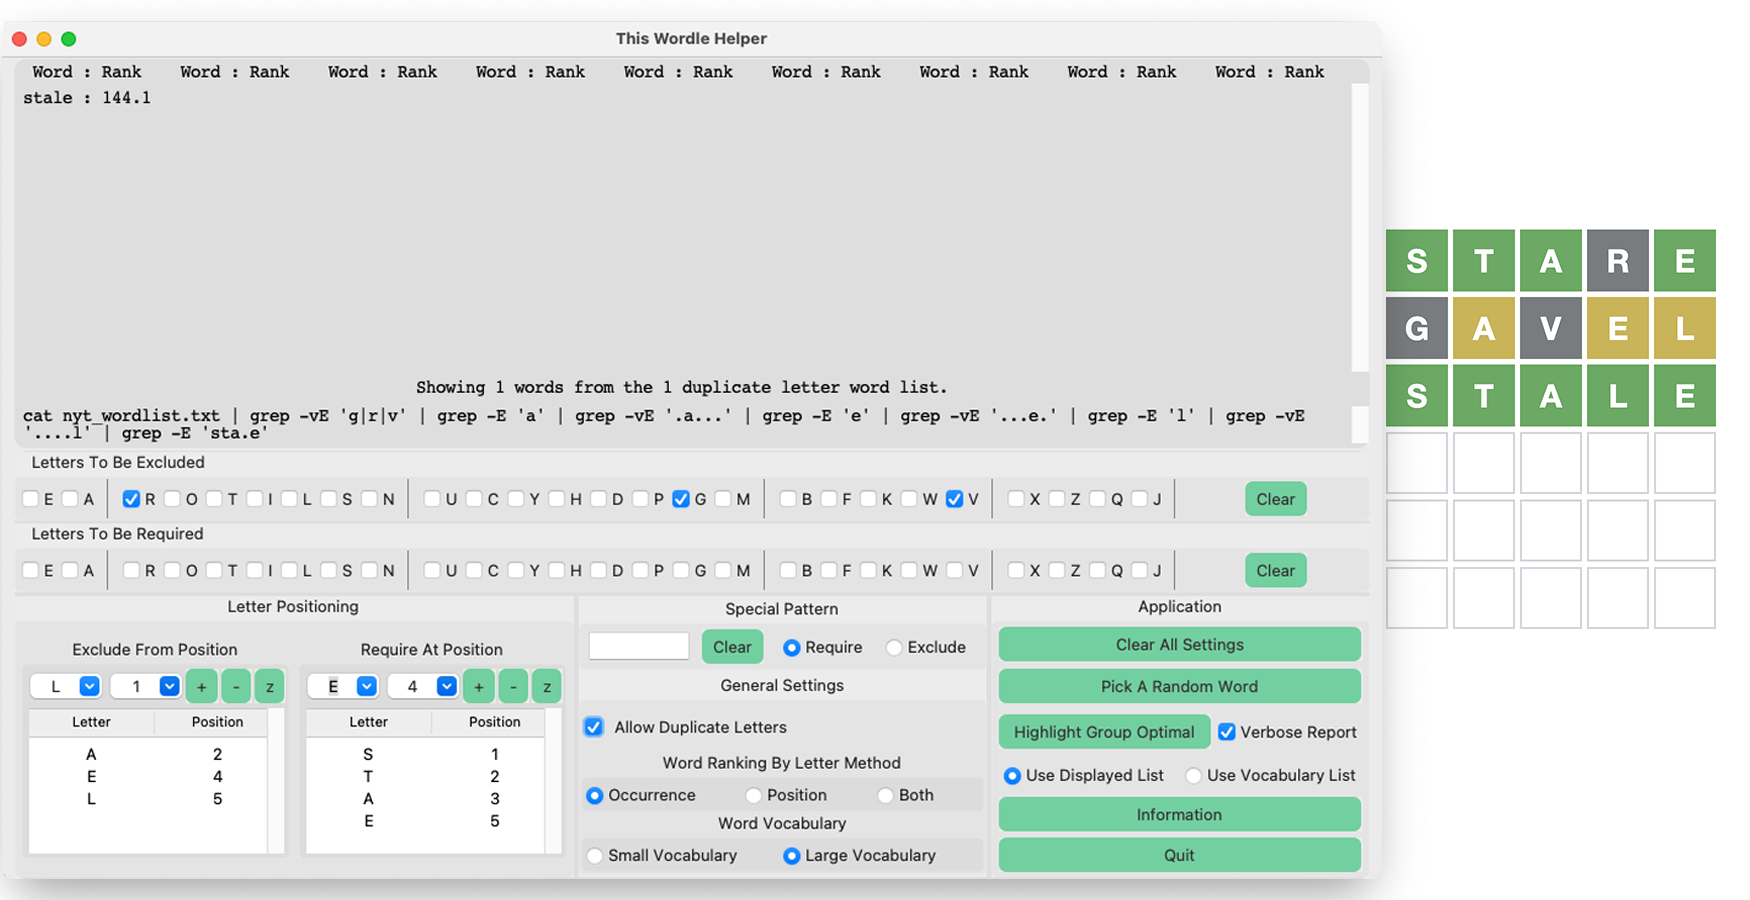 This Wordle Helper
Word : Rank Word : Rank Word : Rank Word : Rank Word : Rank Word : Rank Word : Rank Word : Rank Word : Rank
stale : 144.1
Showing 1 words from the 1 duplicate letter word list.
cat nyt_wordlist.txt | grep -vE 'g|r|v' | grep -E 'a' | grep -vE '.a...' | grep -E 'e' | grep -vE '...e.' | grep -E 'l' | grep -vE
'....l' | grep -E 'sta.e'
Letters To Be Excluded
E A R O T I L S N U C Y H D P G M B F K W V X Z Q J Clear
Letters To Be Required
E A R O T I L S N U C Y H D P G M B F K W V X Z Q J Clear
Letter Positioning
Exclude From Position
L 1 + - z
Letter Position
A 2
E 4
L 5
Require At Position
E 4 + - z
Letter Position
S 1
T 2
A 3
E 5
Special Pattern
Clear Require Exclude
General Settings
Allow Duplicate Letters
Word Ranking By Letter Method
Occurrence Position Both
Word Vocabulary
Small Vocabulary Large Vocabulary
Application
Clear All Settings
Pick A Random Word
Highlight Group Optimal Verbose Report
Use Displayed List Use Vocabulary List
Information
Quit
S T A R E
G A V E L
S T A L E